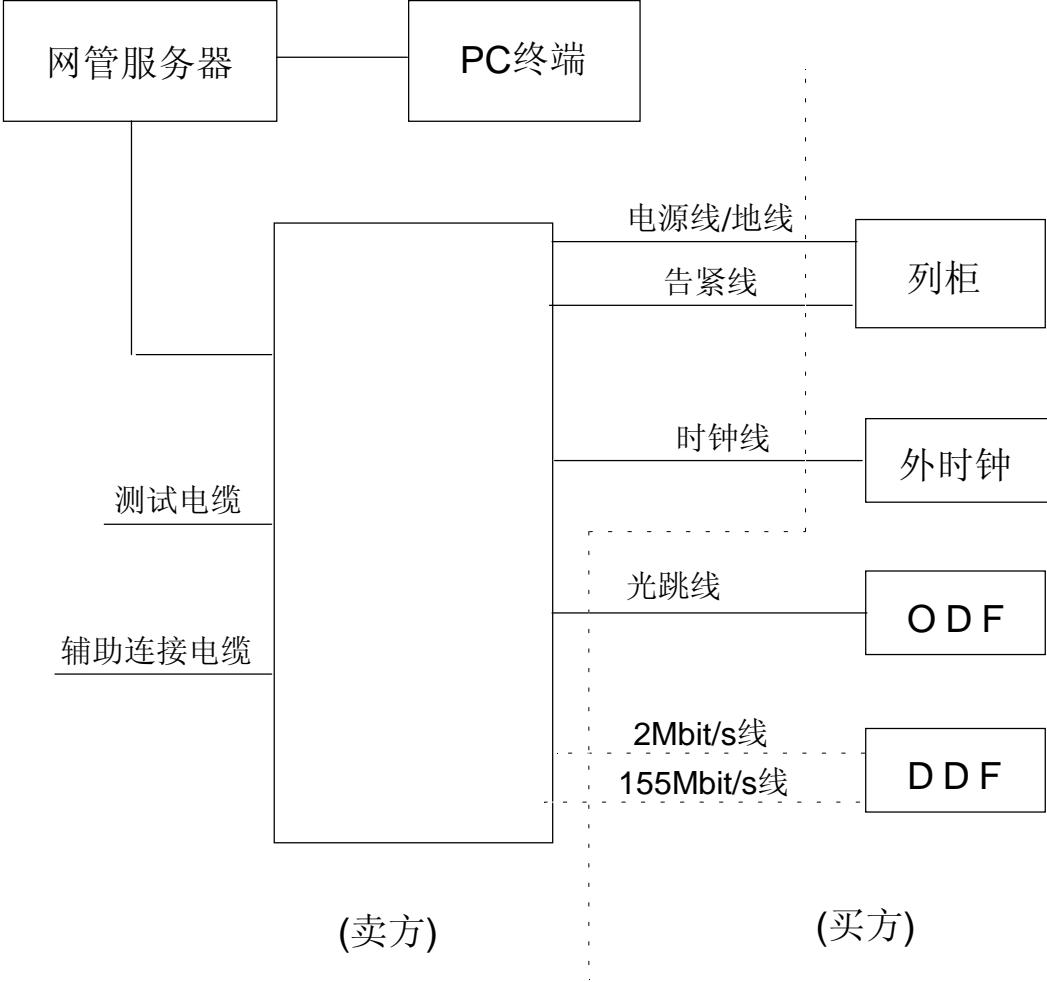 网管服务器
PC终端
电源线/地线
告紧线
列柜
时钟线
外时钟
测试电缆
光跳线
O D F
辅助连接电缆
2Mbit/s线
155Mbit/s线
D D F
(卖方)
(买方)